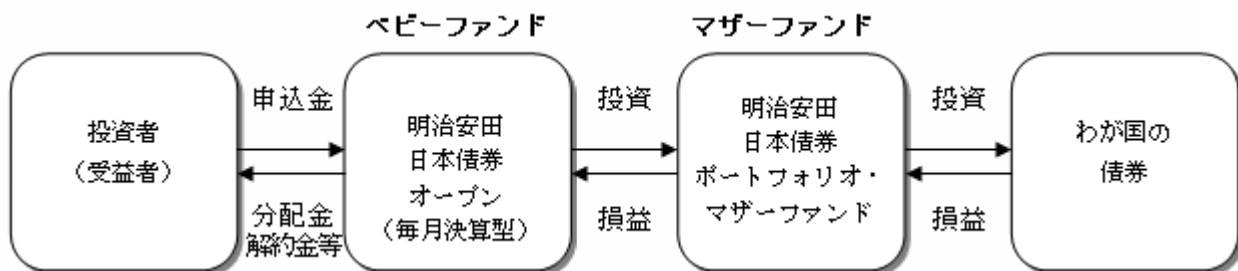 ベビーファンド
マザーファンド
投資者
（受益者）
申込金
分配金
解約金等
明治安田
日本債券
オープン
（毎月決算型）
投資
損益
明治安田
日本債券
ポートフォリオ・
マザーファンド
投資
損益
わが国の
債券